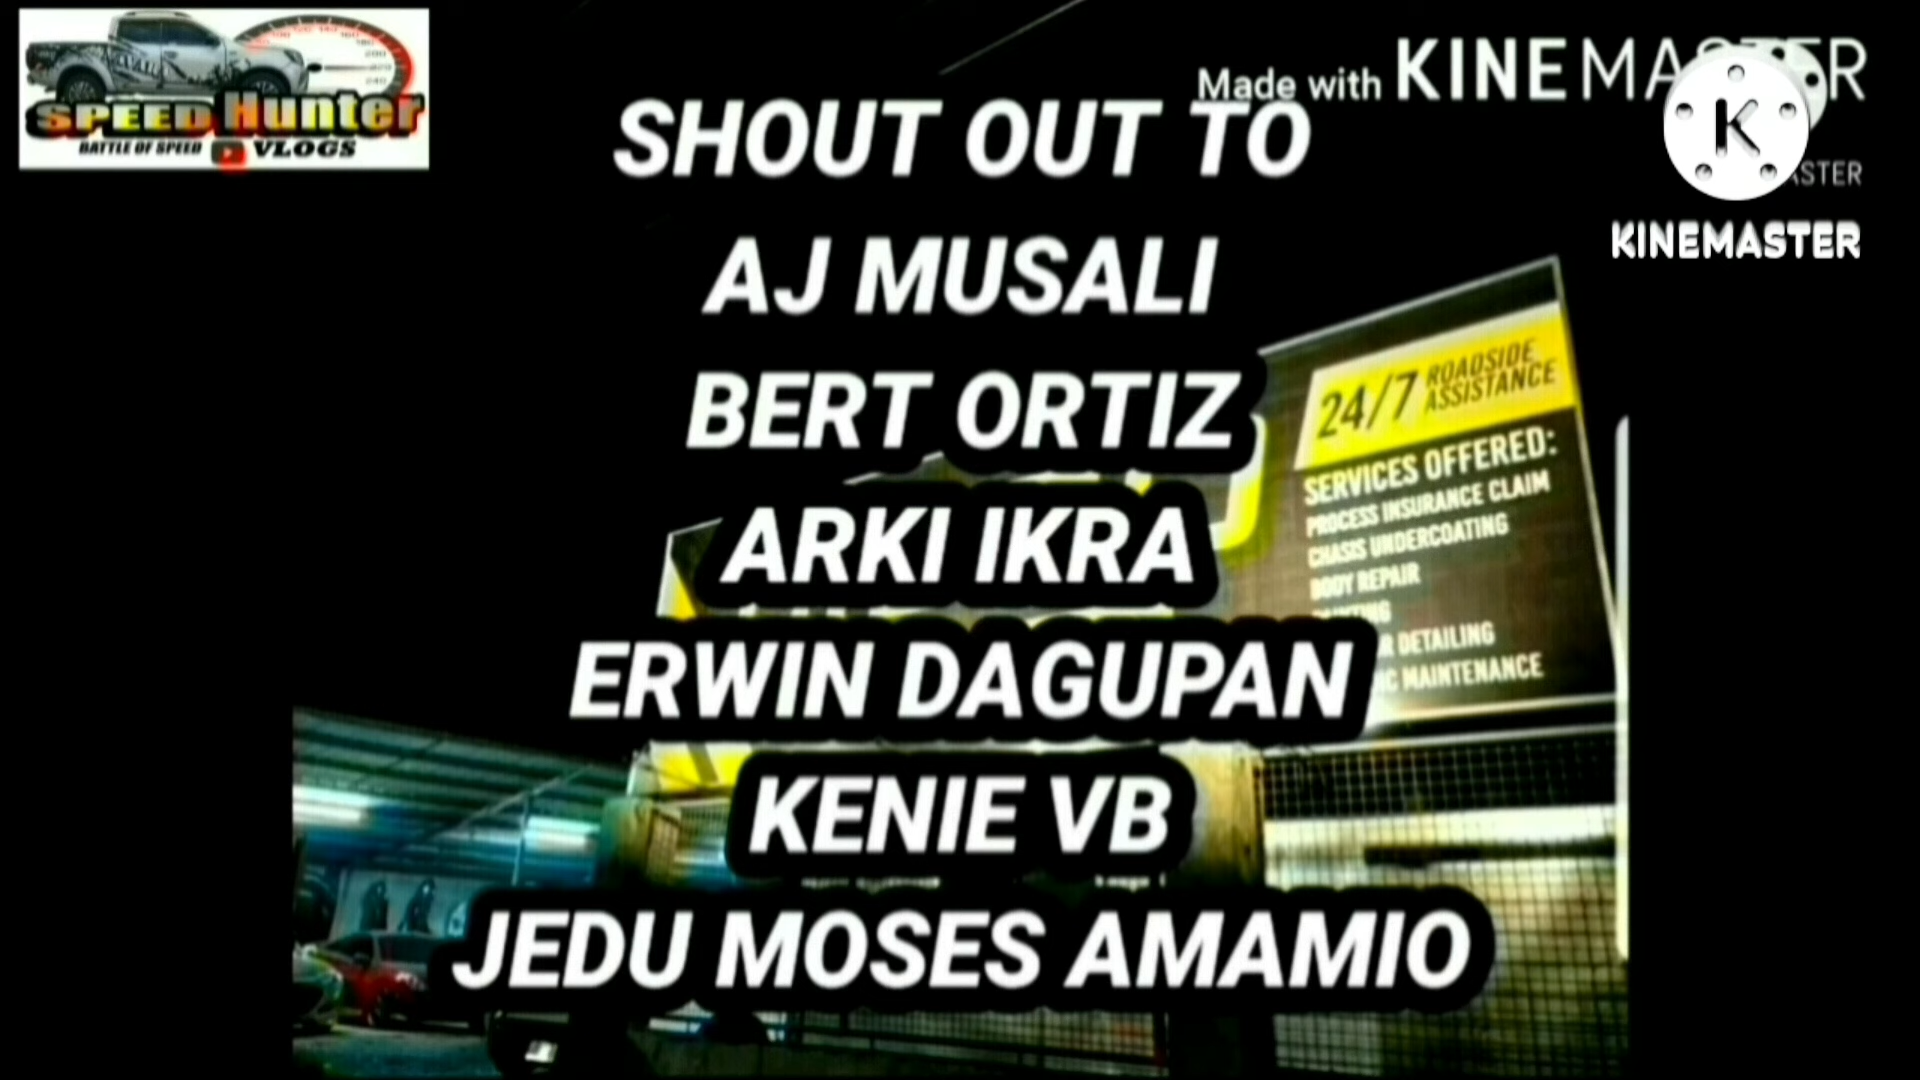 SPEED Hunter
BATTLE OF SPEED VLOGS
Made with KINEMASTER
K
KINEMASTER
SHOUT OUT TO
AJ MUSALI
BERT ORTIZ
ARKI IKRA
ERWIN DAGUPAN
KENIE VB
JEDU MOSES AMAMIO
24/7 ROADSIDE
ASSISTANCE
SERVICES OFFERED:
PROCESS INSURANCE CLAIM
CHASIS UNDERCOATING
BODY REPAIR
DETAILING
MAINTENANCE